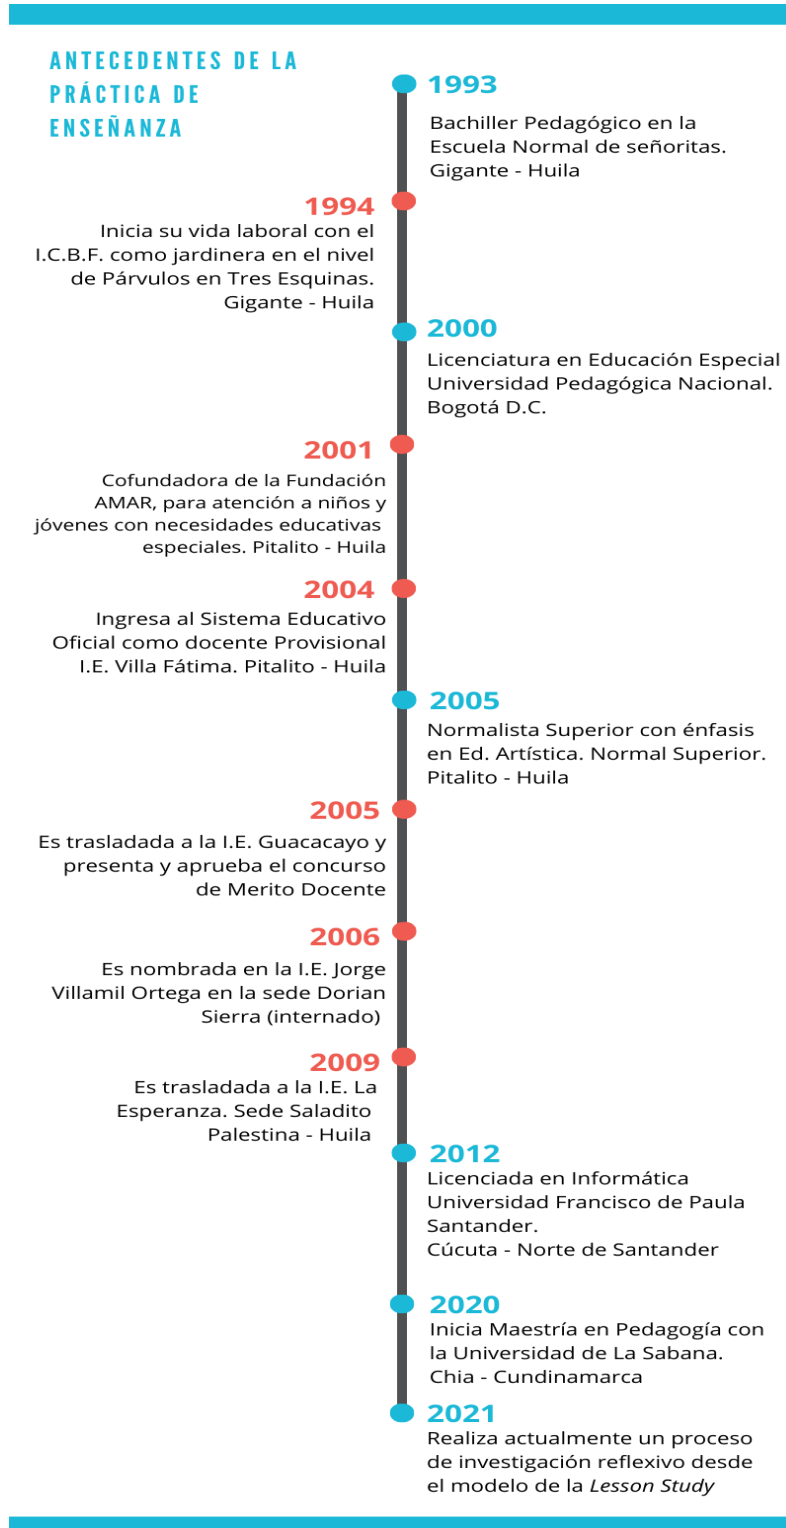 ANTECEDENTES DE LA
PRÁCTICA DE
ENSEÑANZA
1993
Bachiller Pedagógico en la
Escuela Normal de señoritas.
Gigante - Huila
1994
Inicia su vida laboral con el
I.C.B.F. como jardinera en el nivel
de Párvulos en Tres Esquinas.
Gigante - Huila
2000
Licenciatura en Educación Especial
Universidad Pedagógica Nacional.
Bogotá D.C.
2001
Cofundadora de la Fundación
AMAR, para atención a niños y
jóvenes con necesidades educativas
especiales. Pitalito - Huila
2004
Ingresa al Sistema Educativo
Oficial como docente Provisional
I.E. Villa Fátima. Pitalito - Huila
2005
Normalista Superior con énfasis
en Ed. Artística. Normal Superior.
Pitalito - Huila
2005
Es trasladada a la I.E. Guacacayo y
presenta y aprueba el concurso
de Merito Docente
2006
Es nombrada en la I.E. Jorge
Villamil Ortega en la sede Dorian
Sierra (internado)
2009
Es trasladada a la I.E. La
Esperanza. Sede Saladito
Palestina - Huila
2012
Licenciada en Informática
Universidad Francisco de Paula
Santander.
Cúcuta - Norte de Santander
2020
Inicia Maestría en Pedagogía con
la Universidad de La Sabana.
Chia - Cundinamarca
2021
Realiza actualmente un proceso
de investigación reflexivo desde
el modelo de la Lesson Study